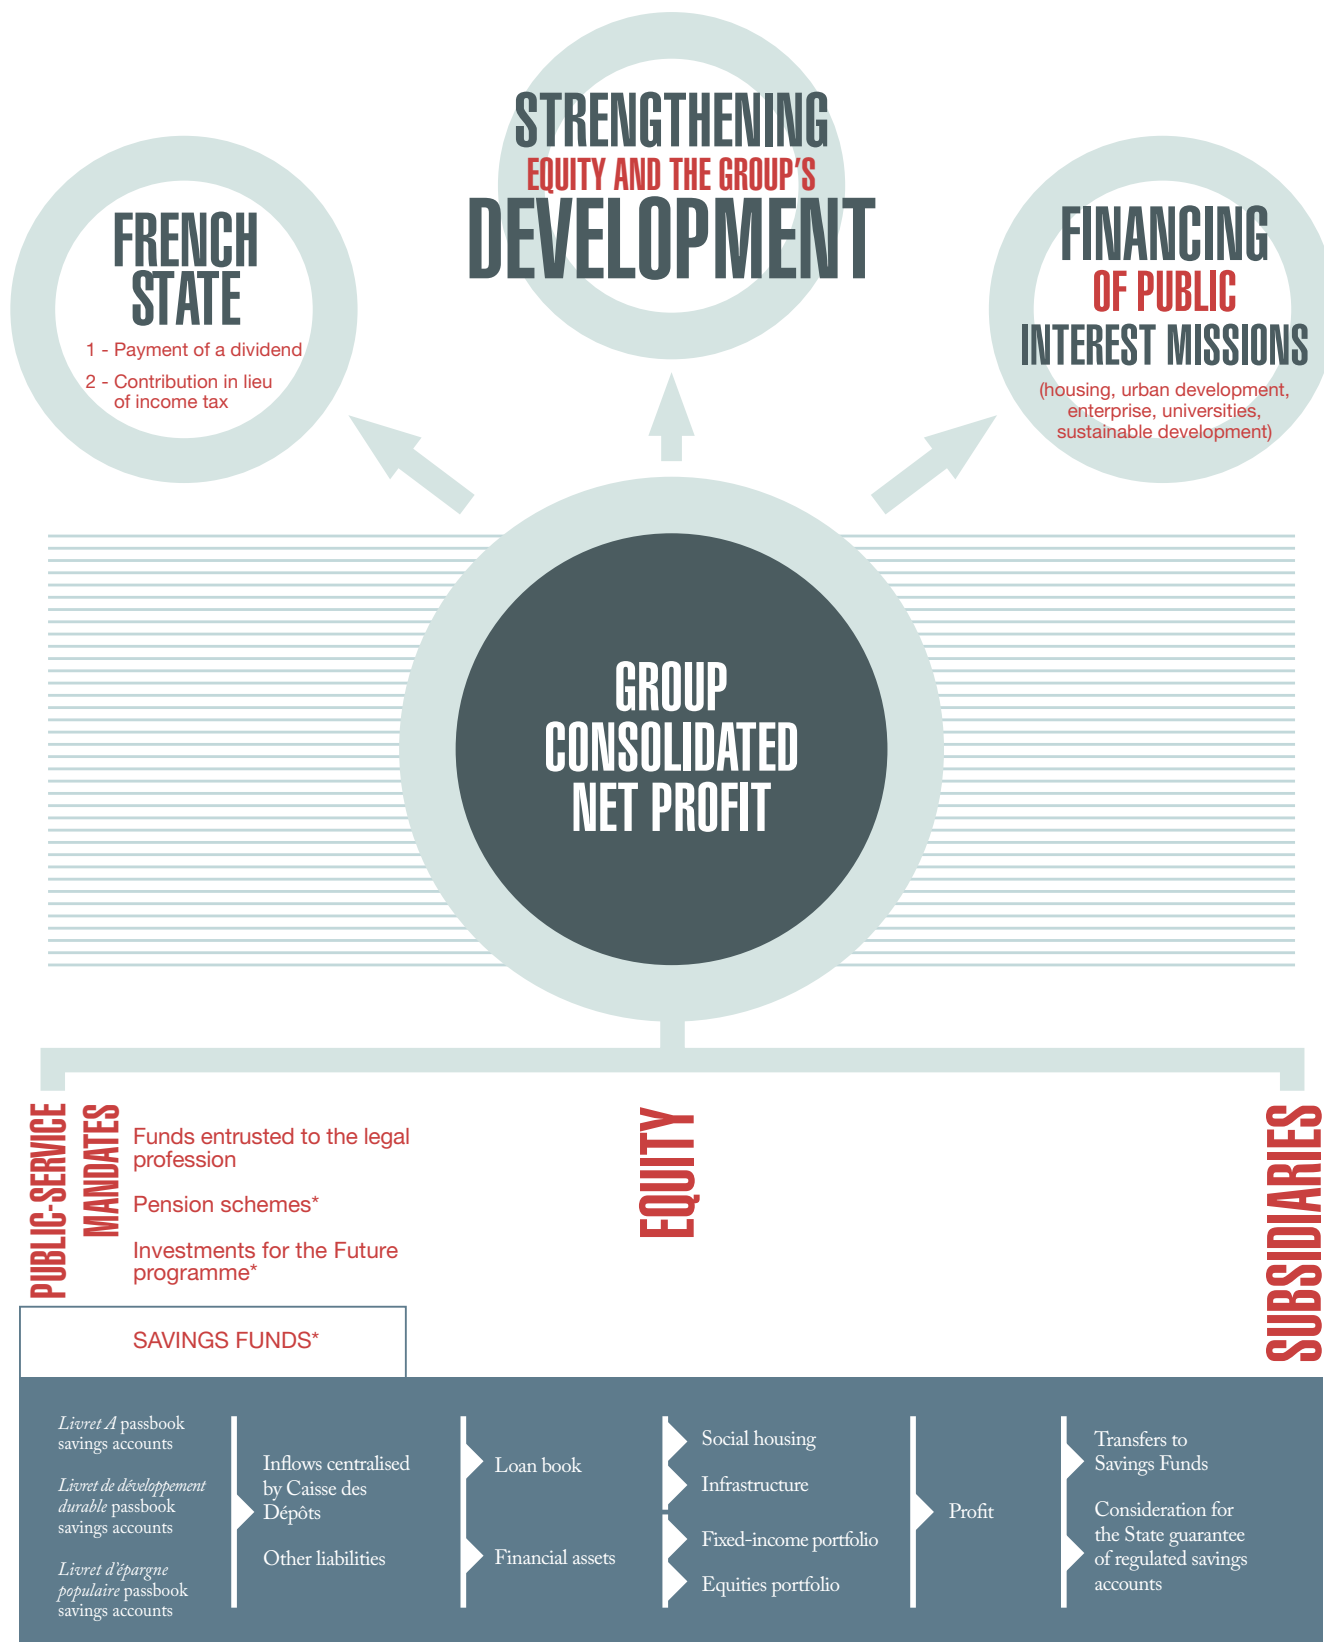 STRENGTHENING
EQUITY AND THE GROUP'S
DEVELOPMENT
FRENCH
STATE
1 - Payment of a dividend
2 - Contribution in lieu
of income tax
FINANCING
OF PUBLIC
INTEREST MISSIONS
(housing, urban development,
enterprise, universities,
sustainable development)
GROUP
CONSOLIDATED
NET PROFIT
PUBLIC-SERVICE
MANDATES
Funds entrusted to the legal
profession
Pension schemes*
Investments for the Future
programme*
SAVINGS FUNDS*
EQUITY
SUBSIDIARIES
Livret A passbook
savings accounts
Livret de développement
durable passbook
savings accounts
Livret d'épargne
populaire passbook
savings accounts
Inflows centralised
by Caisse des
Dépôts
Other liabilities
Loan book
Financial assets
Social housing
Infrastructure
Fixed-income portfolio
Equities portfolio
Profit
Transfers to
Savings Funds
Consideration for
the State guarantee
of regulated savings
accounts